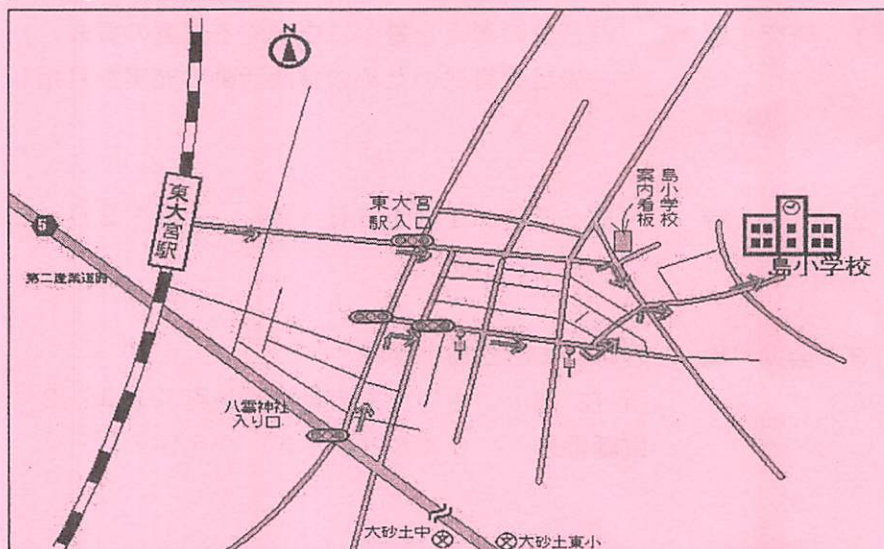 N
東大宮駅
5
第二産業道路
東大宮
駅入口
島小学校
案内看板
島小学校
八雲神社
入り口
大砂土中
大砂土東小